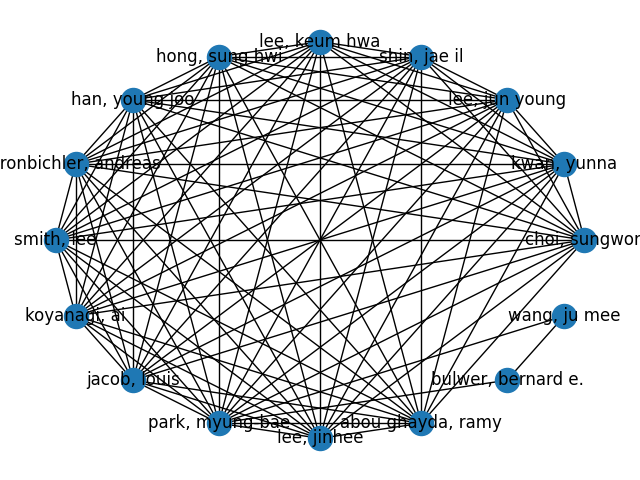 lee, keum hwa
hong, sung hwi
shin, jae il
han, young joo
lee, jun young
kronbichler, andreas
kwan, yunna
smith, lee
choi, sungwon
koyanagi, ai
wang, ju mee
jacob, louis
bulwer, bernard e.
park, myung bae
abou ghayda, ramy
lee, jinhee